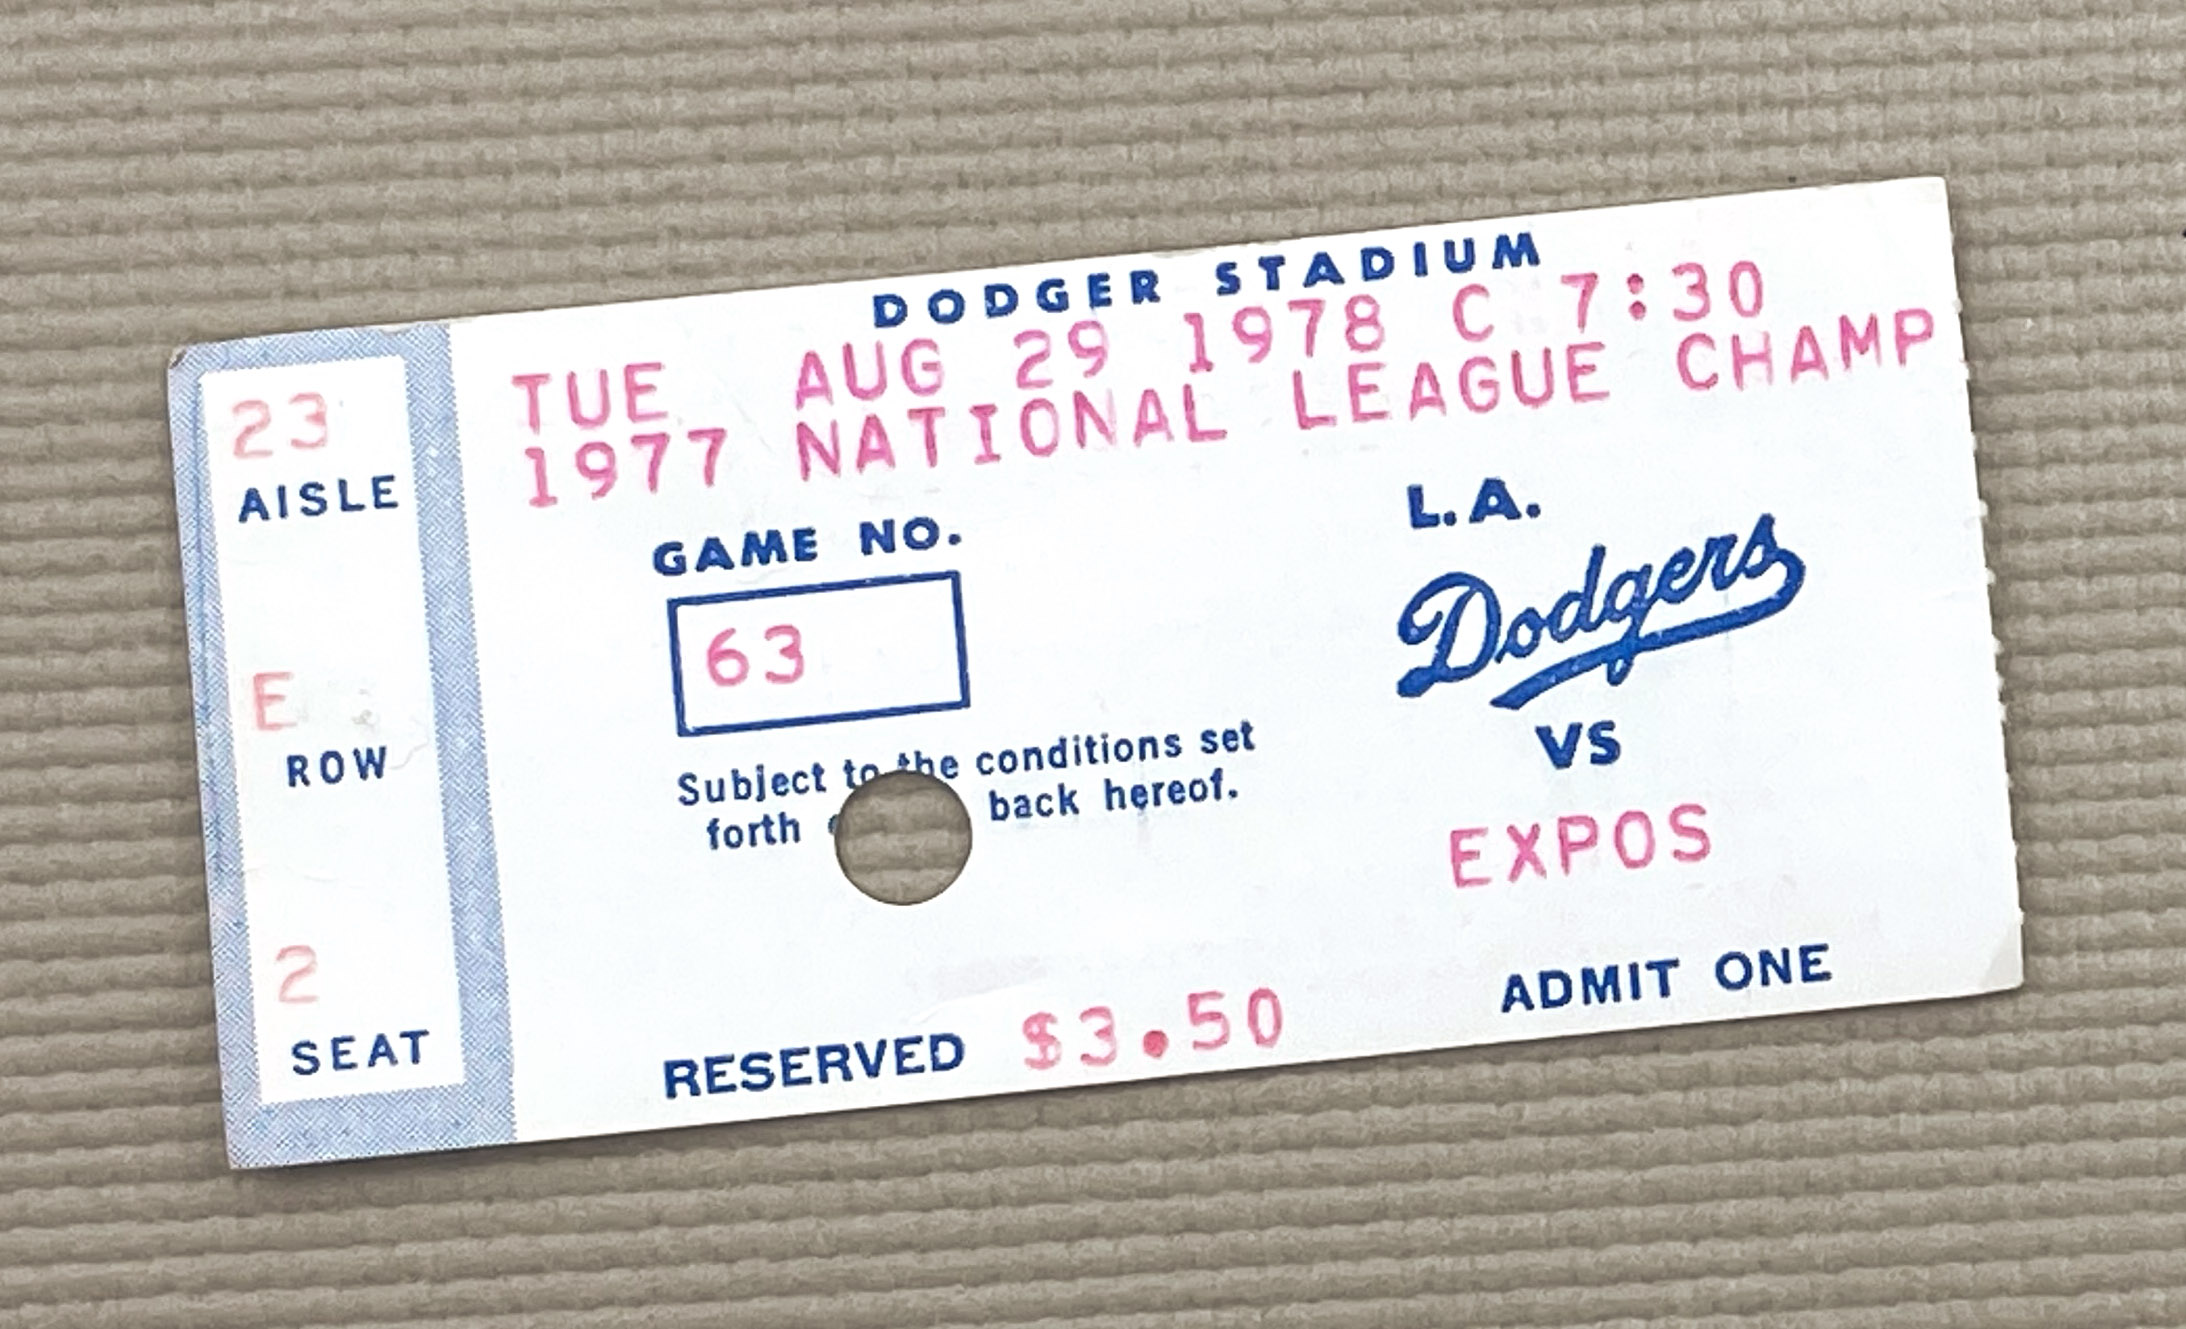 DODGER STADIUM
TUE AUG 29 1978 C 7:30
1977 NATIONAL LEAGUE CHAMP
23
AISLE
E
ROW
2
SEAT
GAME NO.
63
Subject to the conditions set
forth back hereof.
L.A.
Dodgers
VS
EXPOS
RESERVED $3.50
ADMIT ONE